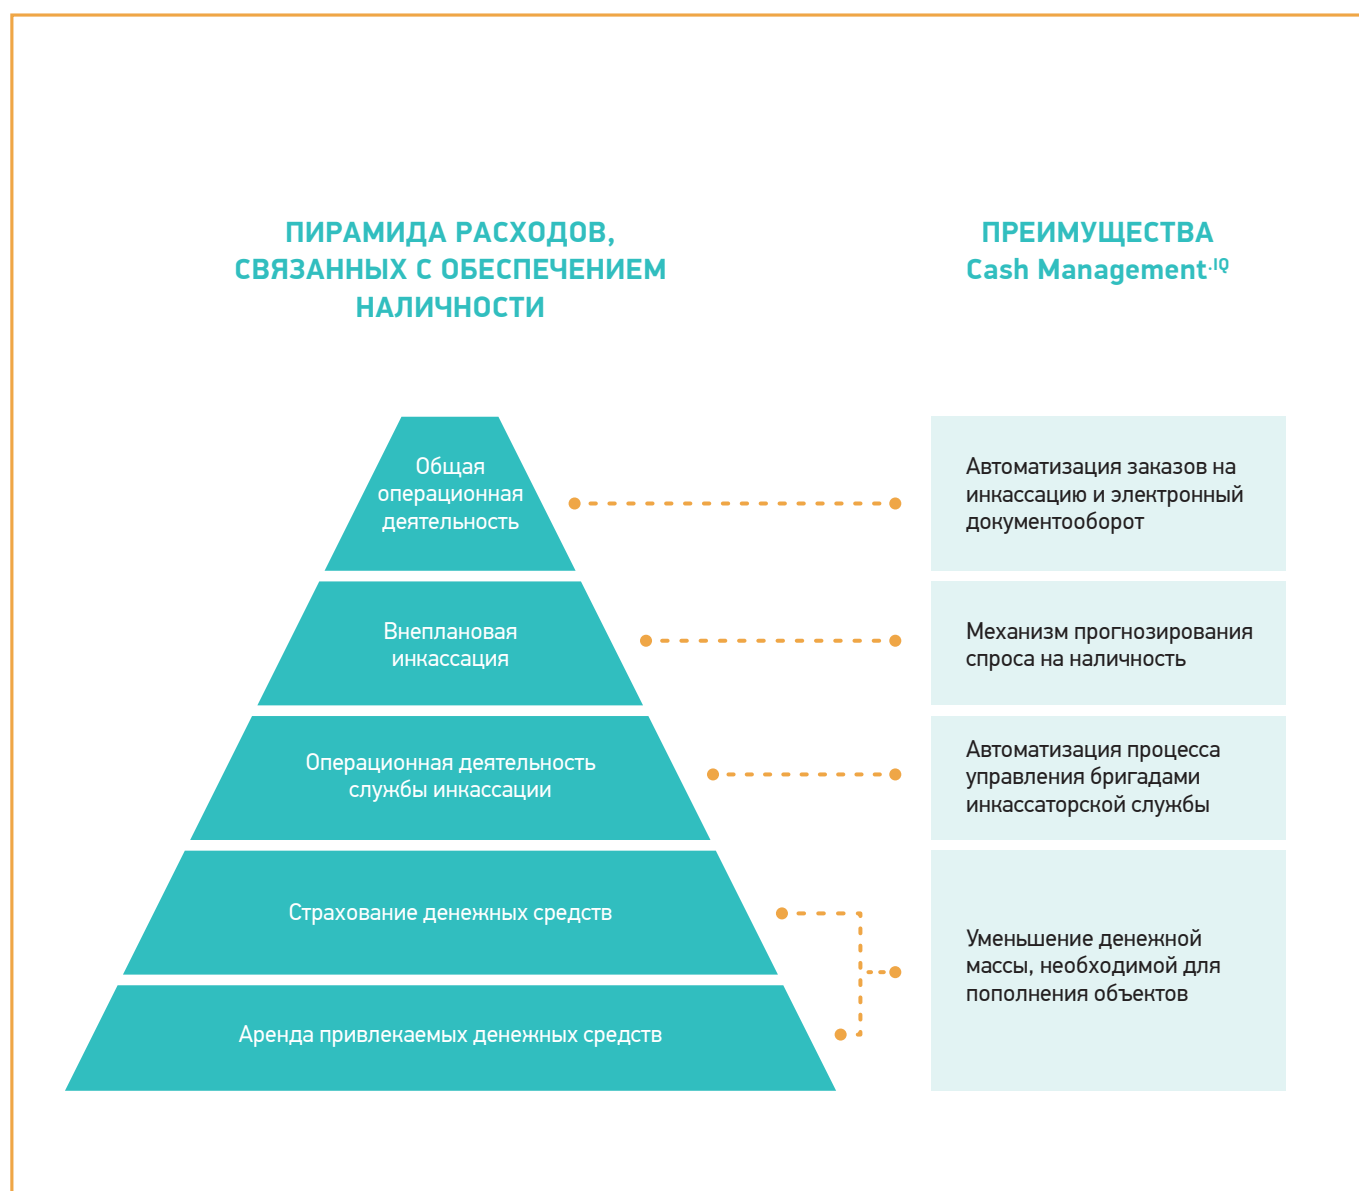 ПИРАМИДА РАСХОДОВ,
СВЯЗАННЫХ С ОБЕСПЕЧЕНИЕМ
НАЛИЧНОСТИ
ПРЕИМУЩЕСТВА
Cash Management.IQ
Общая
операционная
деятельность
Автоматизация заказов на
инкассацию и электронный
документооборот
Внеплановая
инкассация
Механизм прогнозирования
спроса на наличность
Операционная деятельность
службы инкассации
Автоматизация процесса
управления бригадами
инкассаторской службы
Страхование денежных средств
Аренда привлекаемых денежных средств
Уменьшение денежной
массы, необходимой для
пополнения объектов